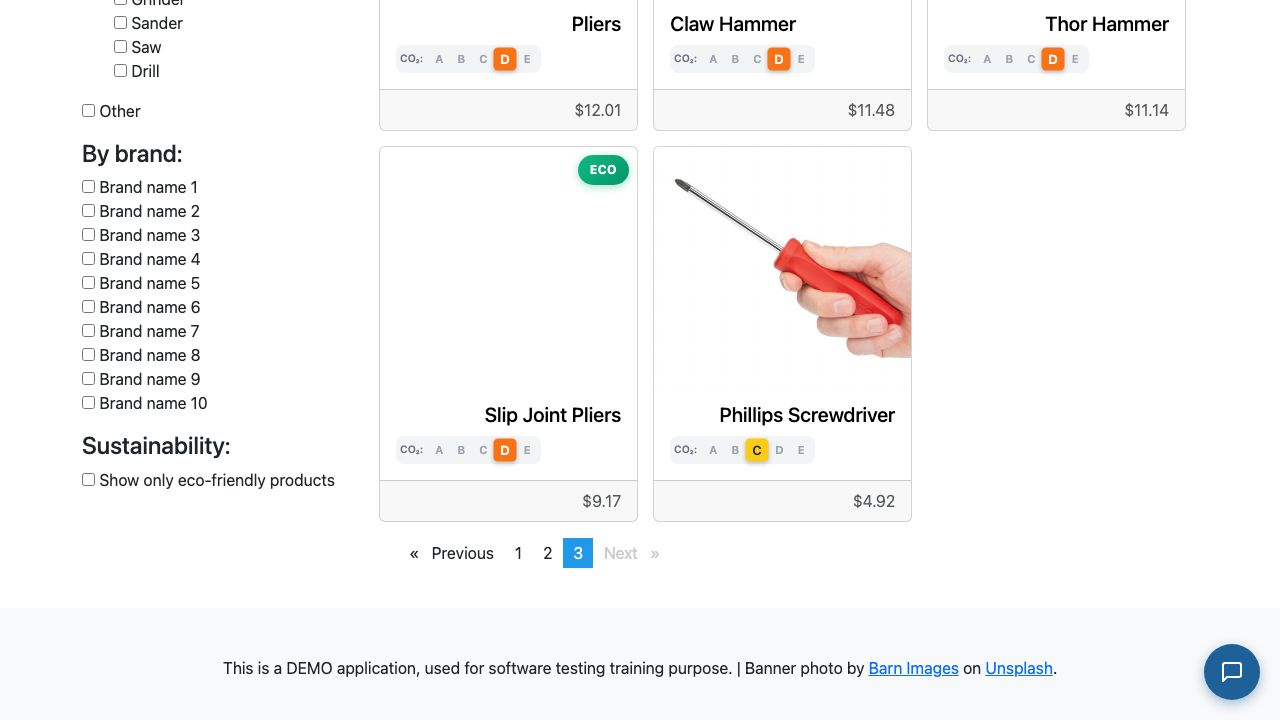 Grinder
Sander
Saw
Drill
Other
By brand:
Brand name 1
Brand name 2
Brand name 3
Brand name 4
Brand name 5
Brand name 6
Brand name 7
Brand name 8
Brand name 9
Brand name 10
Sustainability:
Show only eco-friendly products
Pliers
CO₂: A B C D E
$12.01
Claw Hammer
CO₂: A B C D E
$11.48
Thor Hammer
CO₂: A B C D E
$11.14
ECO
Slip Joint Pliers
CO₂: A B C D E
$9.17
Phillips Screwdriver
CO₂: A B C D E
$4.92
« Previous 1 2 3 Next »
This is a DEMO application, used for software testing training purpose. | Banner photo by Barn Images on Unsplash.